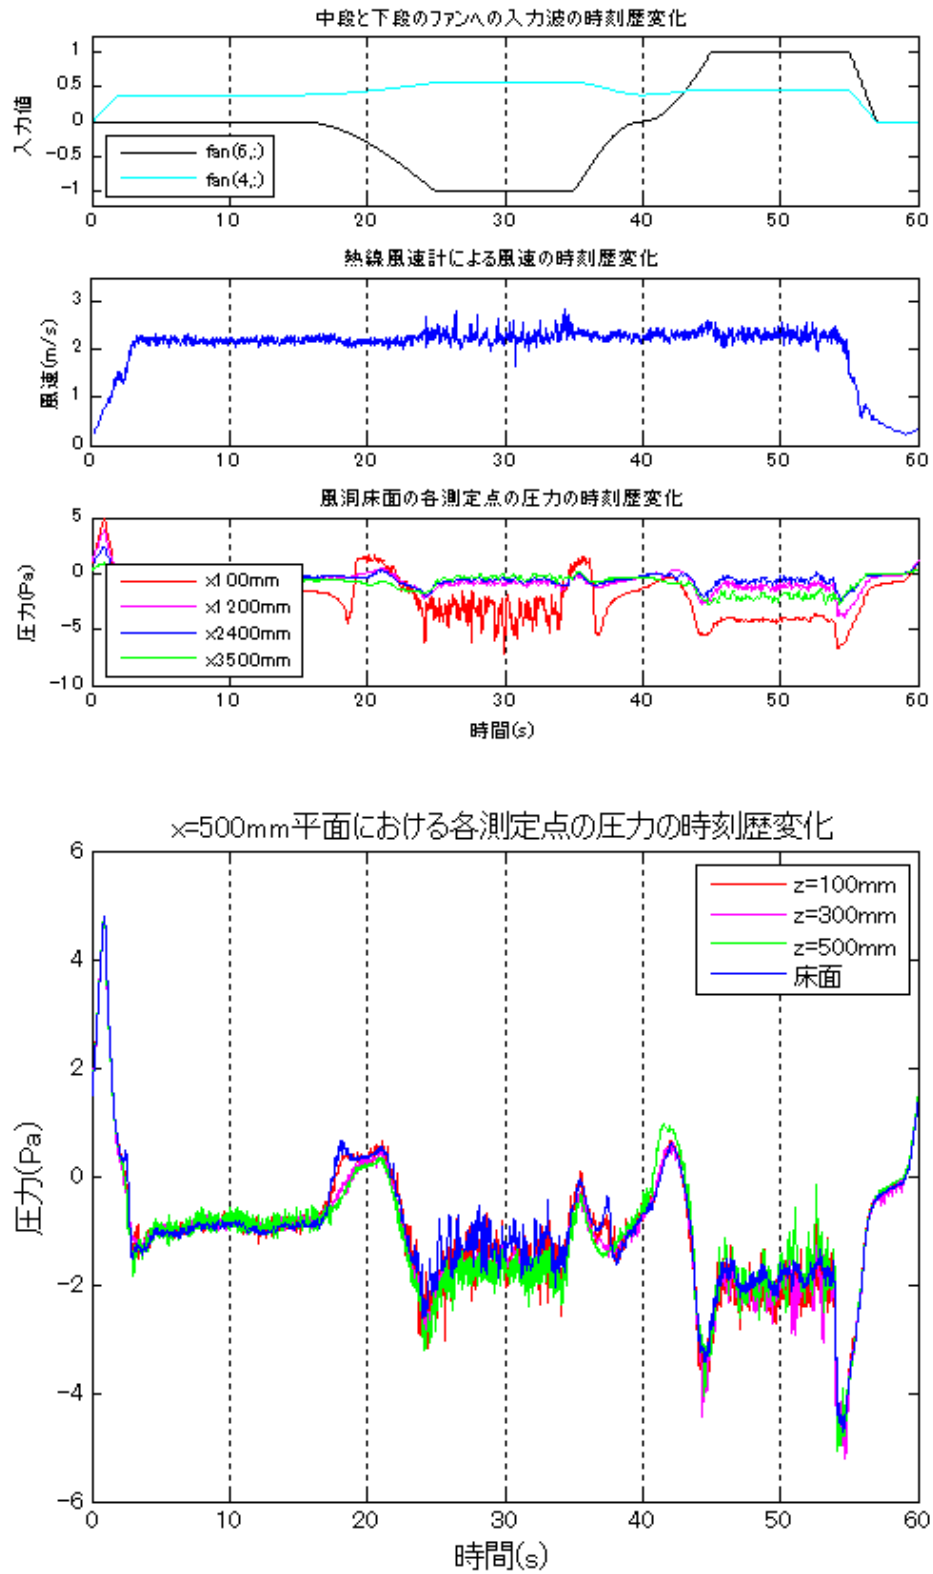 中段と下段のファンへの入力波の時刻歴変化
入力値
1
0.5
0
-0.5
-1
fan(6,:)
fan(4,:)
0 10 20 30 40 50 60
熱線風速計による風速の時刻歴変化
風速(m/s)
3
2
1
0
0 10 20 30 40 50 60
風洞床面の各測定点の圧力の時刻歴変化
圧力(Pa)
5
0
-5
-10
x100mm
x1200mm
x2400mm
x3500mm
0 10 20 30 40 50 60
時間(s)
x=500mm平面における各測定点の圧力の時刻歴変化
圧力(Pa)
6
4
2
0
-2
-4
-6
z=100mm
z=300mm
z=500mm
床面
0 10 20 30 40 50 60
時間(s)